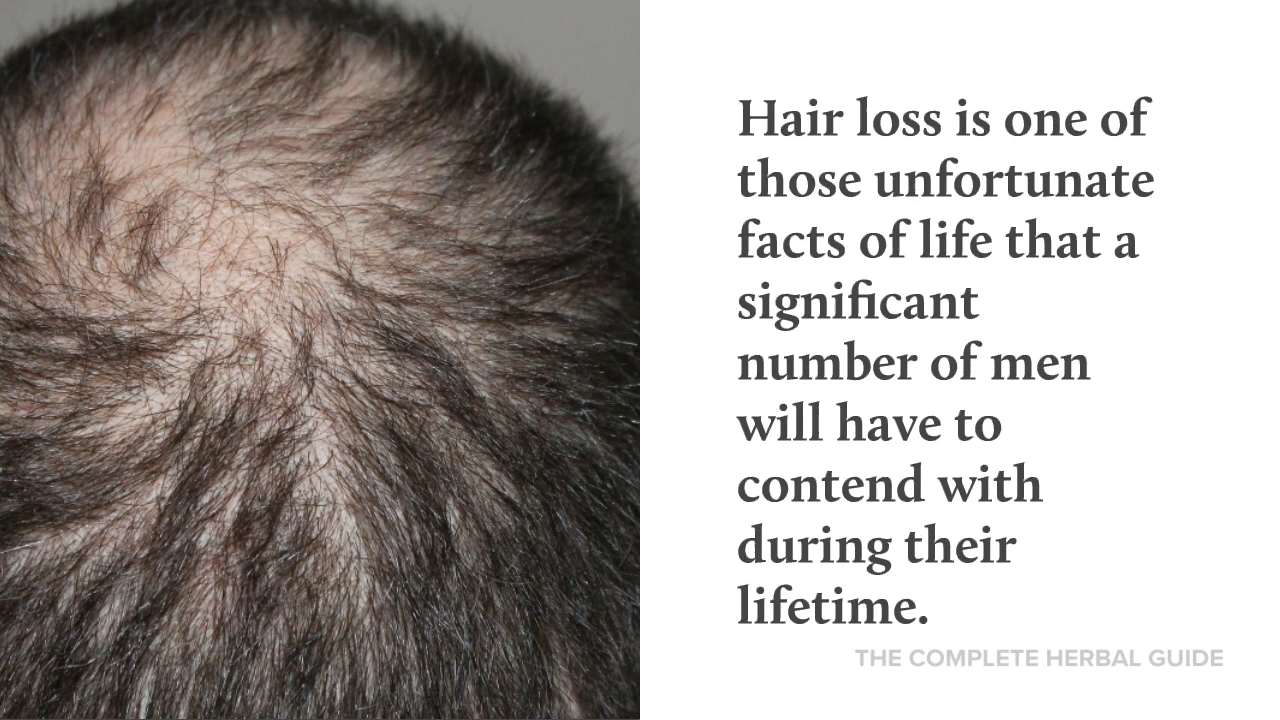 Hair loss is one of
those unfortunate
facts of life that a
significant
number of men
will have to
contend with
during their
lifetime.
THE COMPLETE HERBAL GUIDE